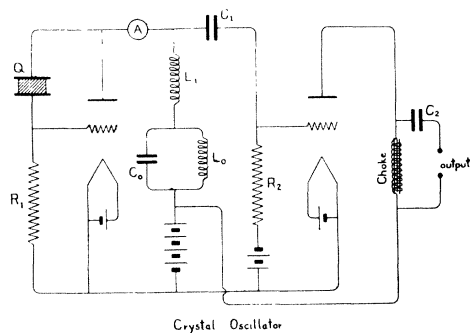 A
C1
Q
L1
C2
C0
L0
output
Choke
R1
R2
Crystal Oscillator